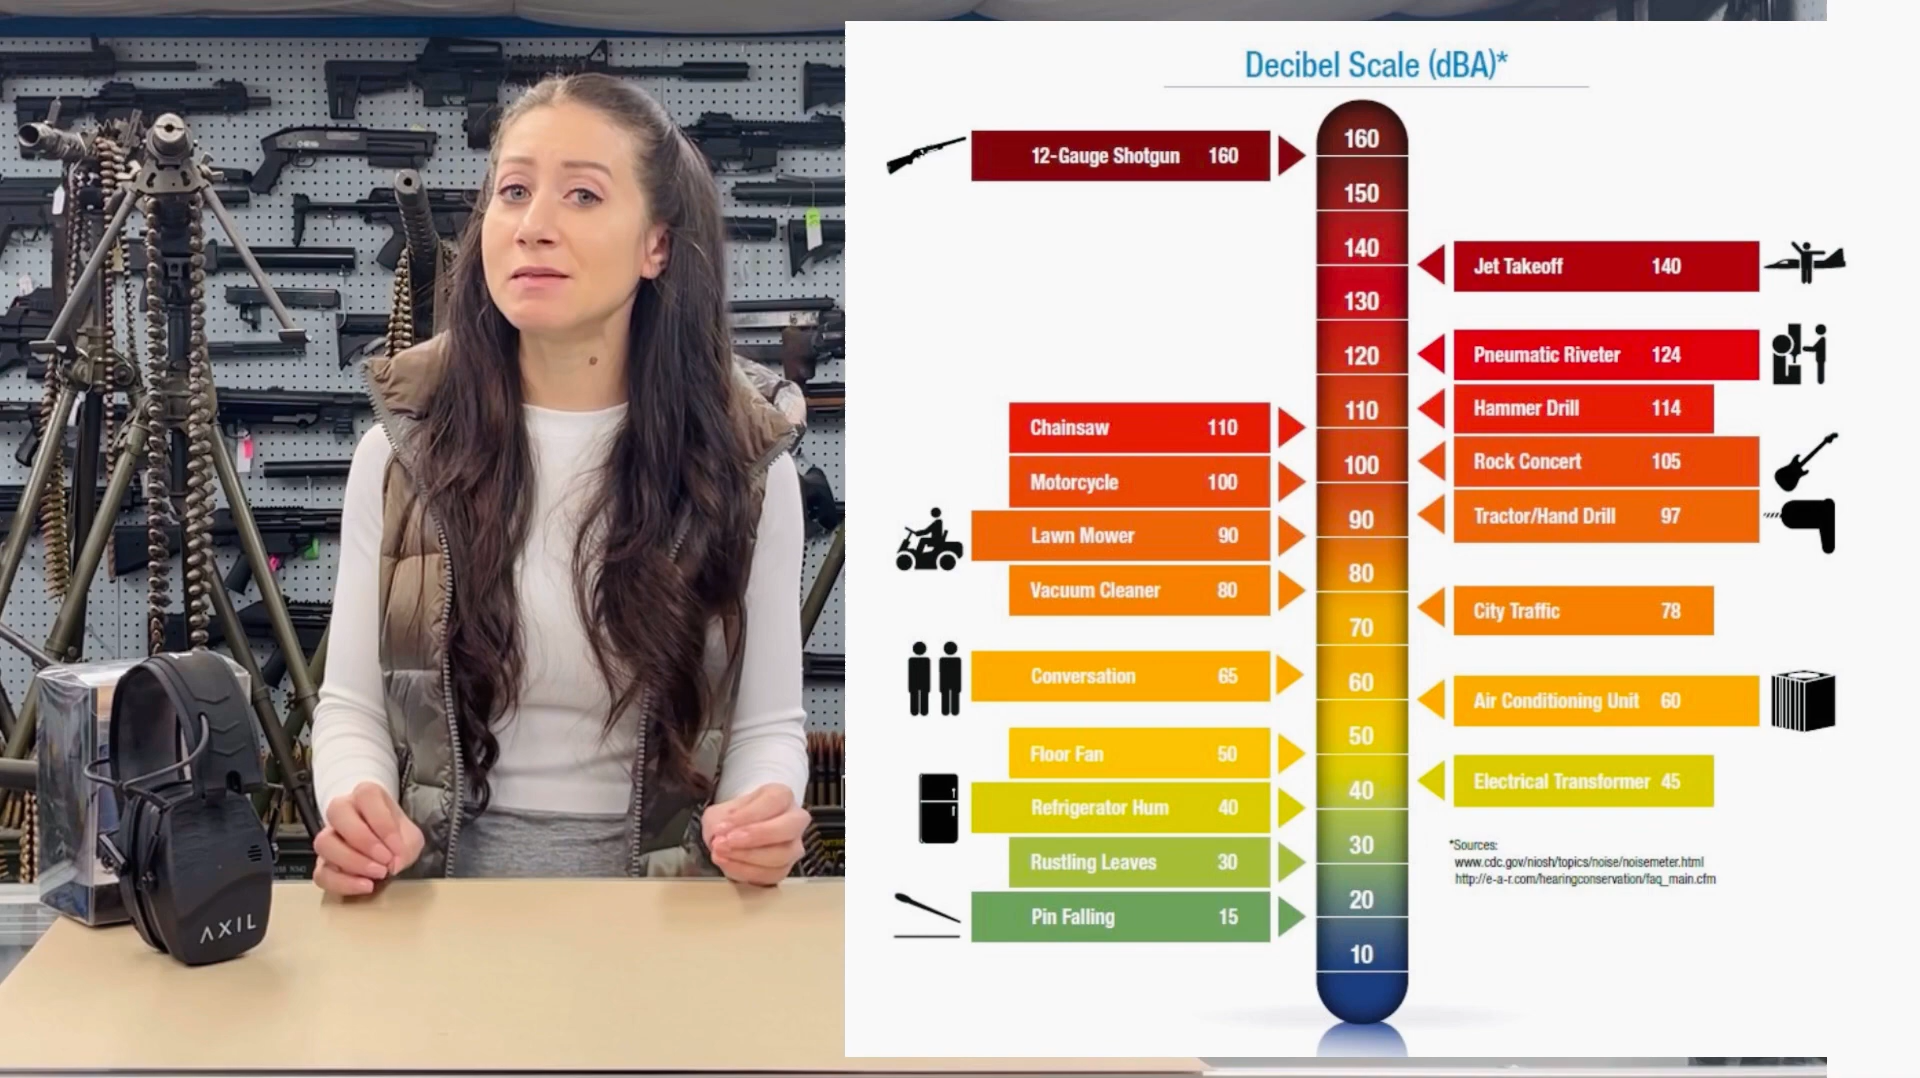 Decibel Scale (dBA)*
12-Gauge Shotgun 160
Chainsaw 110
Motorcycle 100
Lawn Mower 90
Vacuum Cleaner 80
Conversation 65
Floor Fan 50
Refrigerator Hum 40
Rustling Leaves 30
Pin Falling 15
160
150
140
130
120
110
100
90
80
70
60
50
40
30
20
10
Jet Takeoff 140
Pneumatic Riveter 124
Hammer Drill 114
Rock Concert 105
Tractor/Hand Drill 97
City Traffic 78
Air Conditioning Unit 60
Electrical Transformer 45
*Sources:
www.cdc.gov/niosh/topics/noise/noisemeter.html
http://e-a-r.com/hearingconservation/faq_main.cfm
AXIL